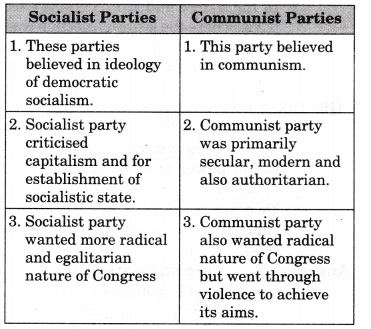 Socialist Parties
Communist Parties
1. These parties
believed in ideology
of democratic
socialism.
1. This party believed
in communism.
2. Socialist party
criticised
capitalism and for
establishment of
socialistic state.
2. Communist party
was primarily
secular, modern and
also authoritarian.
3. Socialist party
wanted more radical
and egalitarian
nature of Congress
3. Communist party
also wanted radical
nature of Congress
but went through
violence to achieve
its aims.